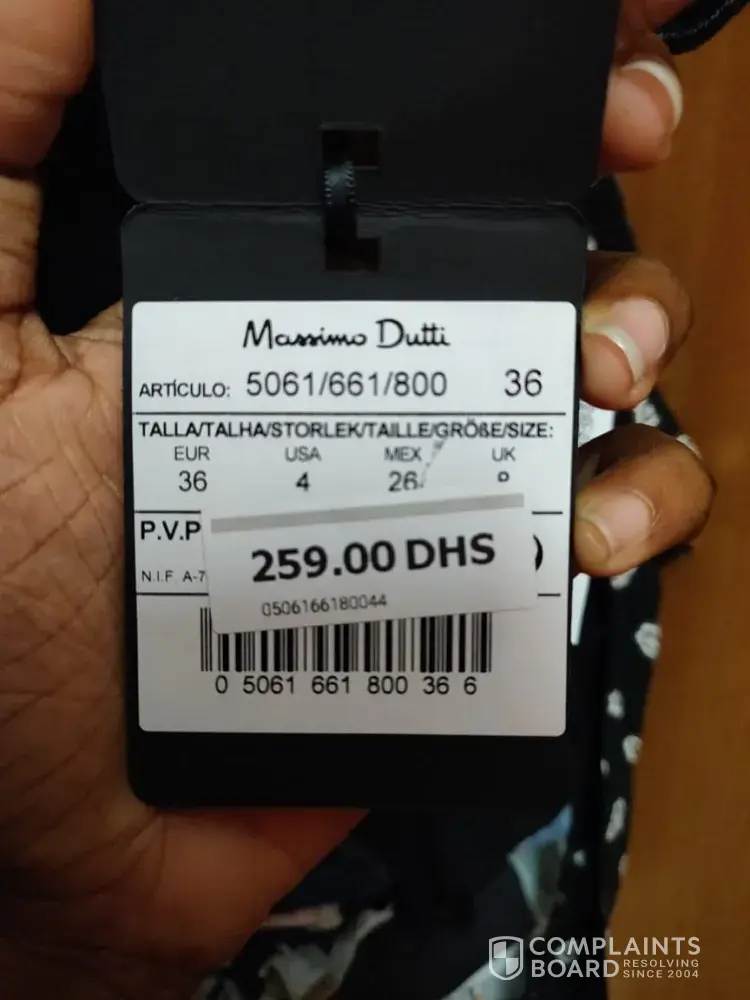 Massimo Dutti
ARTÍCULO: 5061/661/800 36
TALLA/TALHA/STORLEK/TAILLE/GRÖßE/SIZE:
EUR USA MEX UK
36 4 26
P.V.P
N.I.F. A-7
259.00 DHS
0506166180044
0 5061 661 800 36 6
COMPLAINTS
BOARD RESOLVING
SINCE 2004